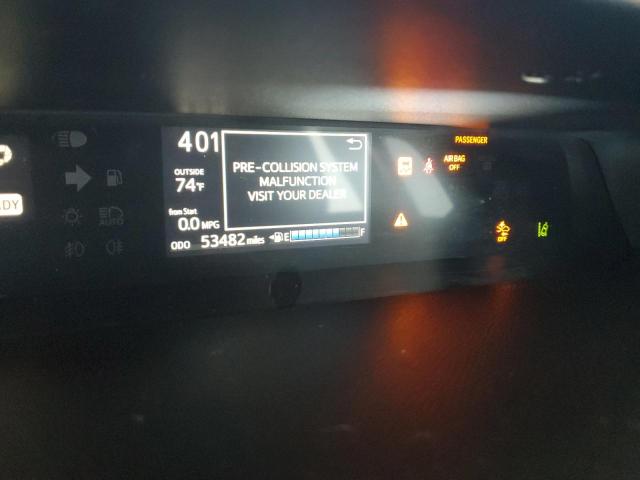 401
PRE-COLLISION SYSTEM
MALFUNCTION
VISIT YOUR DEALER
OUTSIDE
74°F
from Start
0.0 MPG
ODO 53482 miles
E F
PASSENGER
AIR BAG
OFF
OFF
AUTO